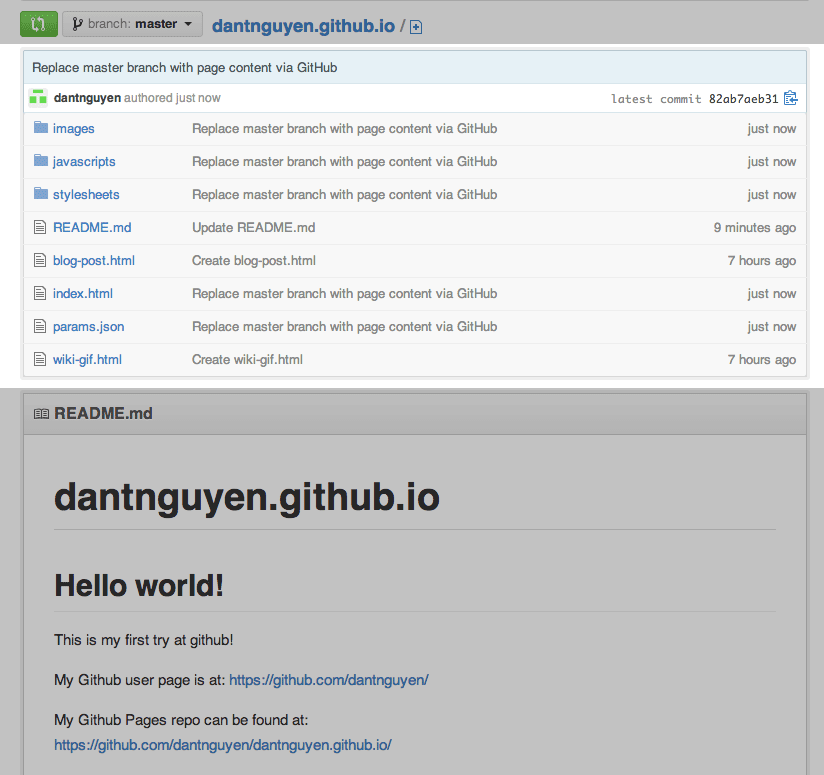 branch: master dantnguyen.github.io /
Replace master branch with page content via GitHub
dantnguyen authored just now latest commit 82ab7aeb31
images Replace master branch with page content via GitHub just now
javascripts Replace master branch with page content via GitHub just now
stylesheets Replace master branch with page content via GitHub just now
README.md Update README.md 9 minutes ago
blog-post.html Create blog-post.html 7 hours ago
index.html Replace master branch with page content via GitHub just now
params.json Replace master branch with page content via GitHub just now
wiki-gif.html Create wiki-gif.html 7 hours ago
README.md
dantnguyen.github.io
Hello world!
This is my first try at github!
My Github user page is at: https://github.com/dantnguyen/
My Github Pages repo can be found at:
https://github.com/dantnguyen/dantnguyen.github.io/